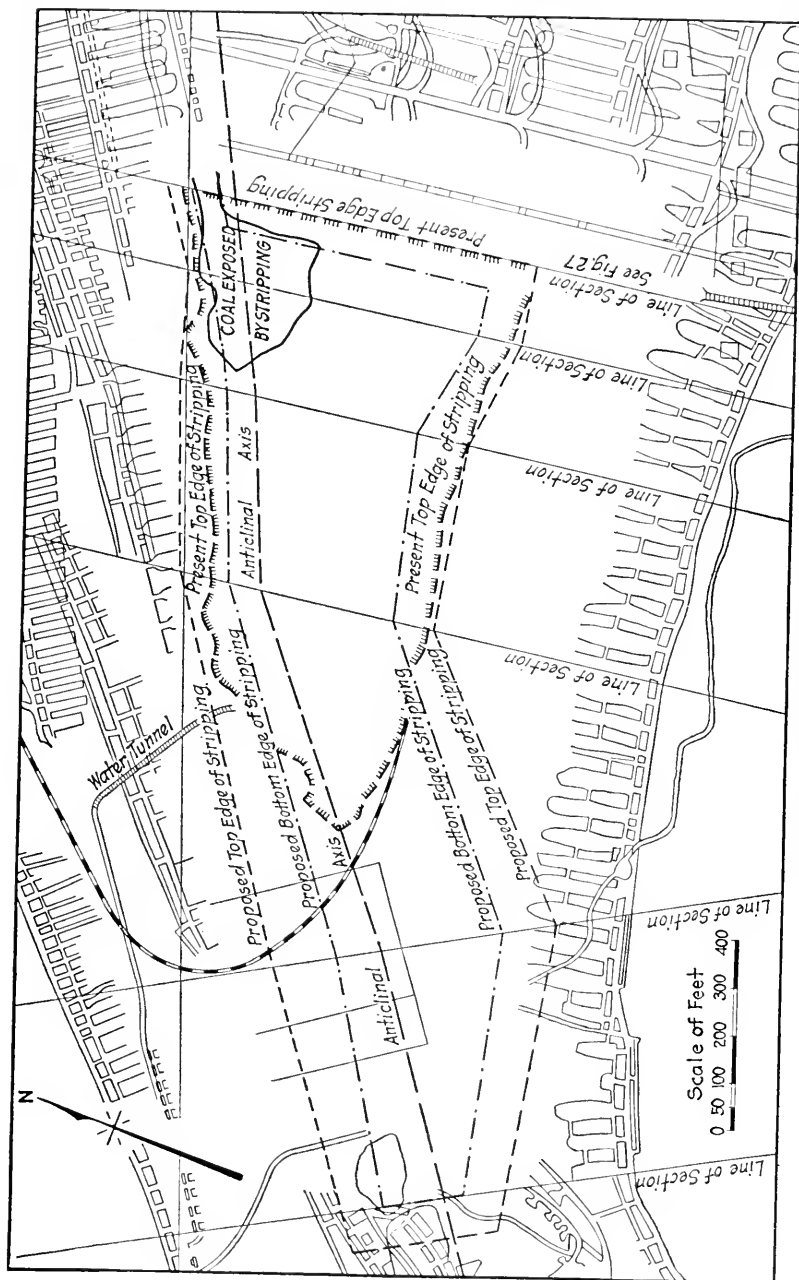 Present Top Edge Stripping
COAL EXPOSED
BY STRIPPING
See Fig.27
Line of Section
Line of Section
Line of Section
Line of Section
Present Top Edge of Stripping
Anticlinal Axis
Present Top Edge of Stripping
Water Tunnel
Proposed Top Edge of Stripping
Proposed Bottom Edge of Stripping
Proposed Bottom Edge of Stripping
Proposed Top Edge of Stripping
Anticlinal Axis
Line of Section
N
Scale of Feet
0 50 100 200 300 400
Line of Section